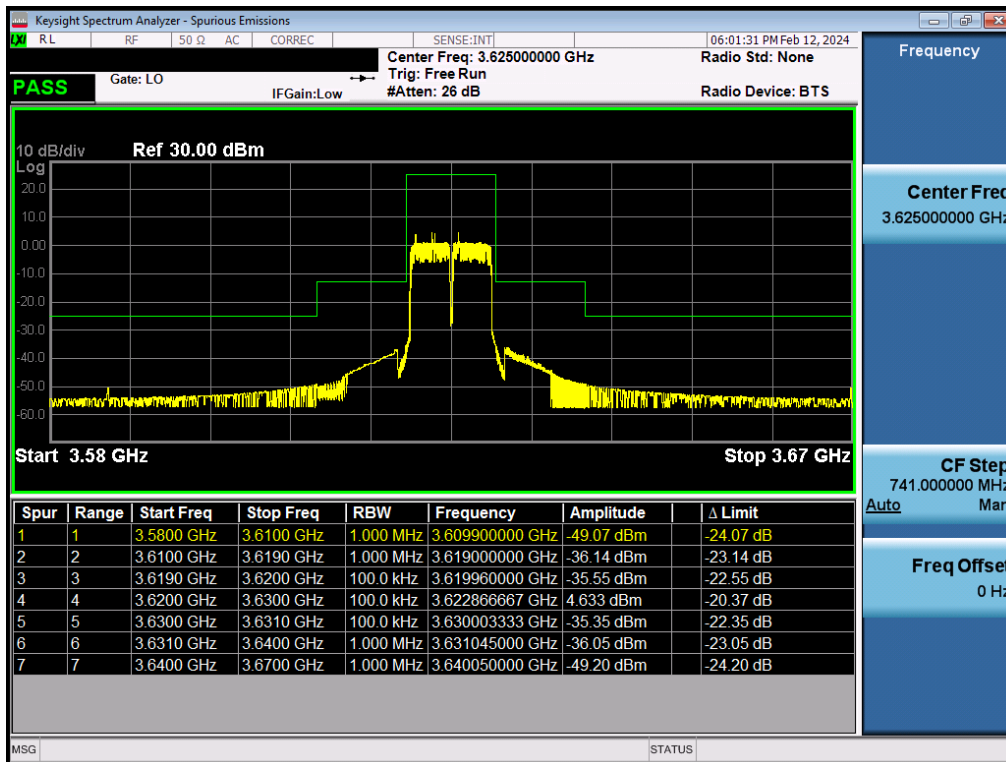 Keysight Spectrum Analyzer - Spurious Emissions
LXI RL RF 50 Ω AC CORREC SENSE:INT 06:01:31 PM Feb 12, 2024
Center Freq: 3.625000000 GHz Radio Std: None
Gate: LO Trig: Free Run
PASS IFGain:Low #Atten: 26 dB Radio Device: BTS
10 dB/div Ref 30.00 dBm
Log
20.0
10.0
0.00
-10.0
-20.0
-30.0
-40.0
-50.0
-60.0
Start 3.58 GHz Stop 3.67 GHz
Spur Range Start Freq Stop Freq RBW Frequency Amplitude Δ Limit
1 1 3.5800 GHz 3.6100 GHz 1.000 MHz 3.609900000 GHz -49.07 dBm -24.07 dB
2 2 3.6100 GHz 3.6190 GHz 1.000 MHz 3.619000000 GHz -36.14 dBm -23.14 dB
3 3 3.6190 GHz 3.6200 GHz 100.0 kHz 3.619960000 GHz -35.55 dBm -22.55 dB
4 4 3.6200 GHz 3.6300 GHz 100.0 kHz 3.622866667 GHz 4.633 dBm -20.37 dB
5 5 3.6300 GHz 3.6310 GHz 100.0 kHz 3.630003333 GHz -35.35 dBm -22.35 dB
6 6 3.6310 GHz 3.6400 GHz 1.000 MHz 3.631045000 GHz -36.05 dBm -23.05 dB
7 7 3.6400 GHz 3.6700 GHz 1.000 MHz 3.640050000 GHz -49.20 dBm -24.20 dB
MSG STATUS
Frequency
Center Freq
3.625000000 GHz
CF Step
741.000000 MHz
Auto Man
Freq Offset
0 Hz